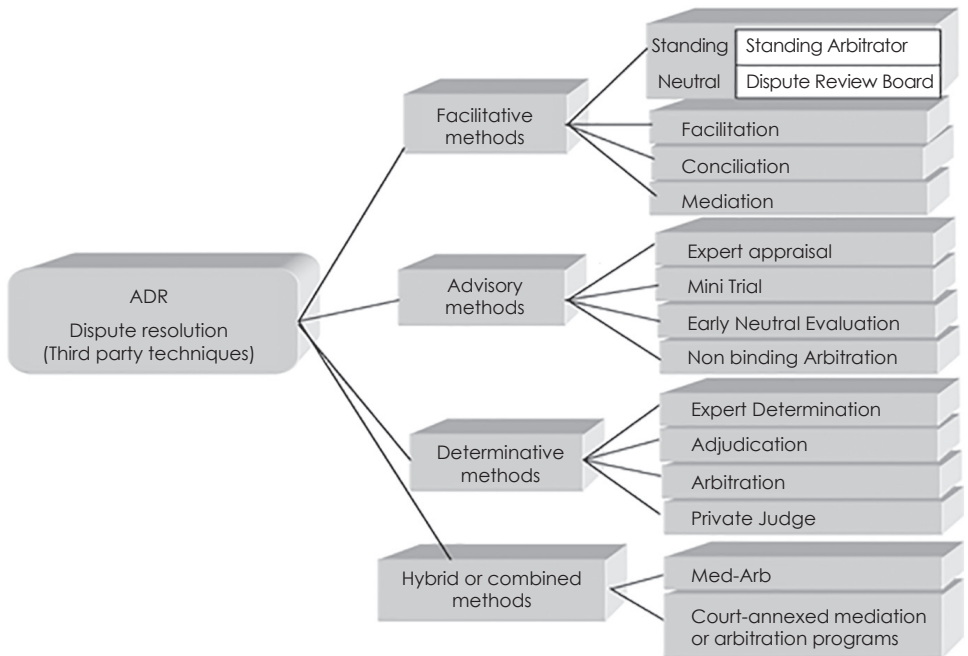 ADR
Dispute resolution
(Third party techniques)
Facilitative
methods
Standing
Neutral
Standing Arbitrator
Dispute Review Board
Facilitation
Conciliation
Mediation
Advisory
methods
Expert appraisal
Mini Trial
Early Neutral Evaluation
Non binding Arbitration
Determinative
methods
Expert Determination
Adjudication
Arbitration
Private Judge
Hybrid or combined
methods
Med-Arb
Court-annexed mediation
or arbitration programs